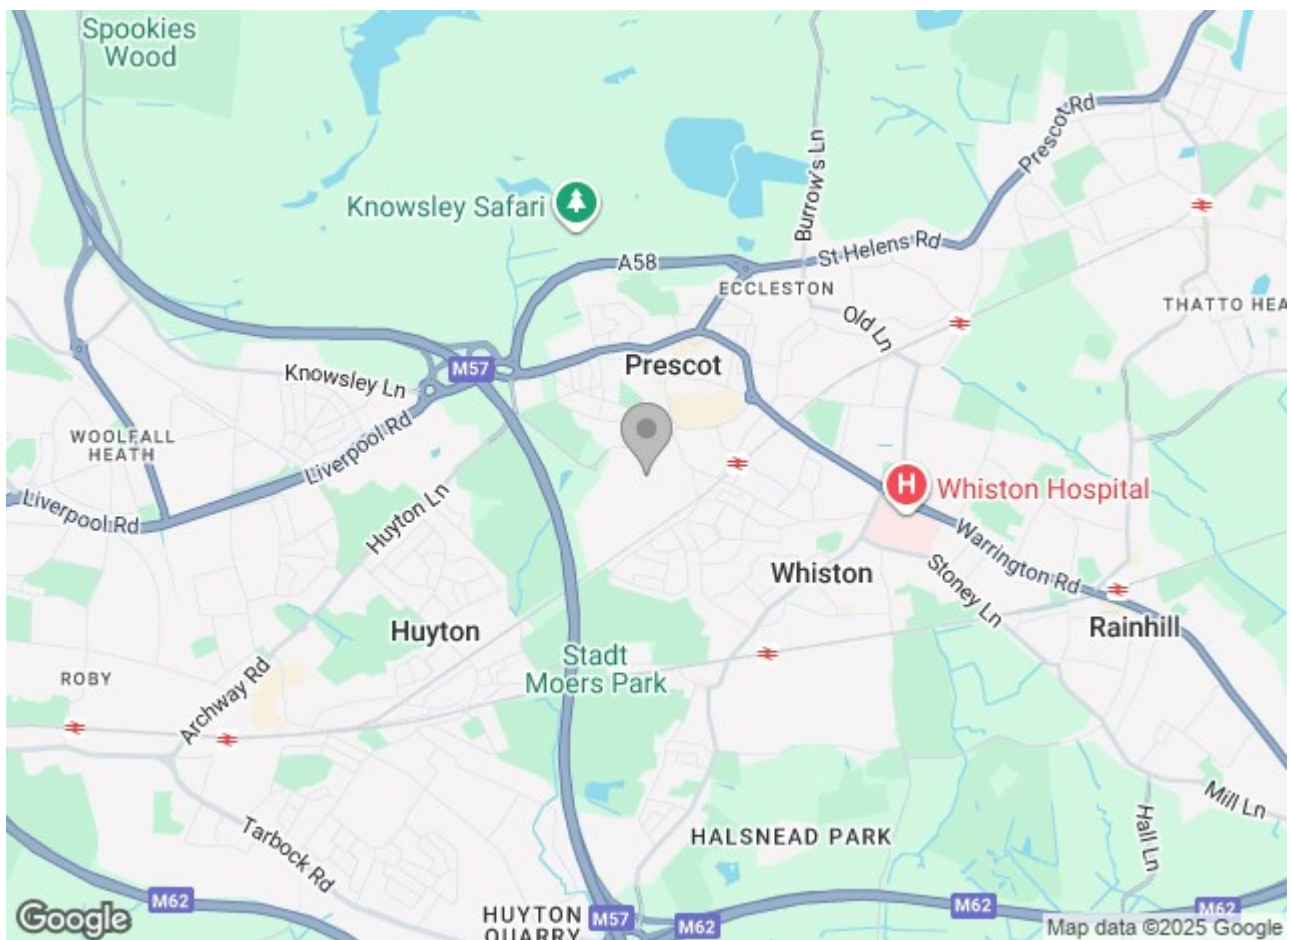 Spookies
Wood
Prescot Rd
Burrow's Ln
Knowsley Safari
St Helens Rd
A58
ECCLESTON
THATTO HEA
Old Ln
Prescot
M57
Knowsley Ln
WOOLFALL
HEATH
Liverpool Rd
Liverpool Rd
Huyton Ln
H
Whiston Hospital
Warrington Rd
Whiston
Stoney Ln
Huyton
Rainhill
Stadt
Moers Park
ROBY
Archway Rd
Mill Ln
Hall Ln
Tarbock Rd
HALSNEAD PARK
M62
M62
M62
HUYTON
QUARRY
M57
M62
Google
Map data ©2025 Google